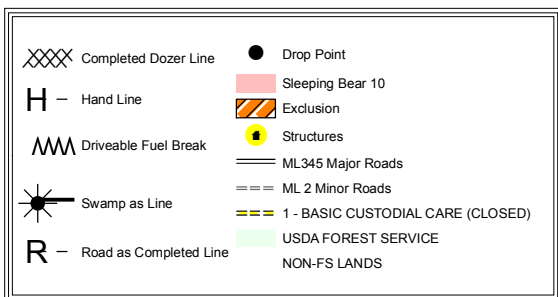 Completed Dozer Line
H – Hand Line
Driveable Fuel Break
Swamp as Line
R – Road as Completed Line
Drop Point
Sleeping Bear 10
Exclusion
Structures
ML345 Major Roads
ML 2 Minor Roads
1 - BASIC CUSTODIAL CARE (CLOSED)
USDA FOREST SERVICE
NON-FS LANDS